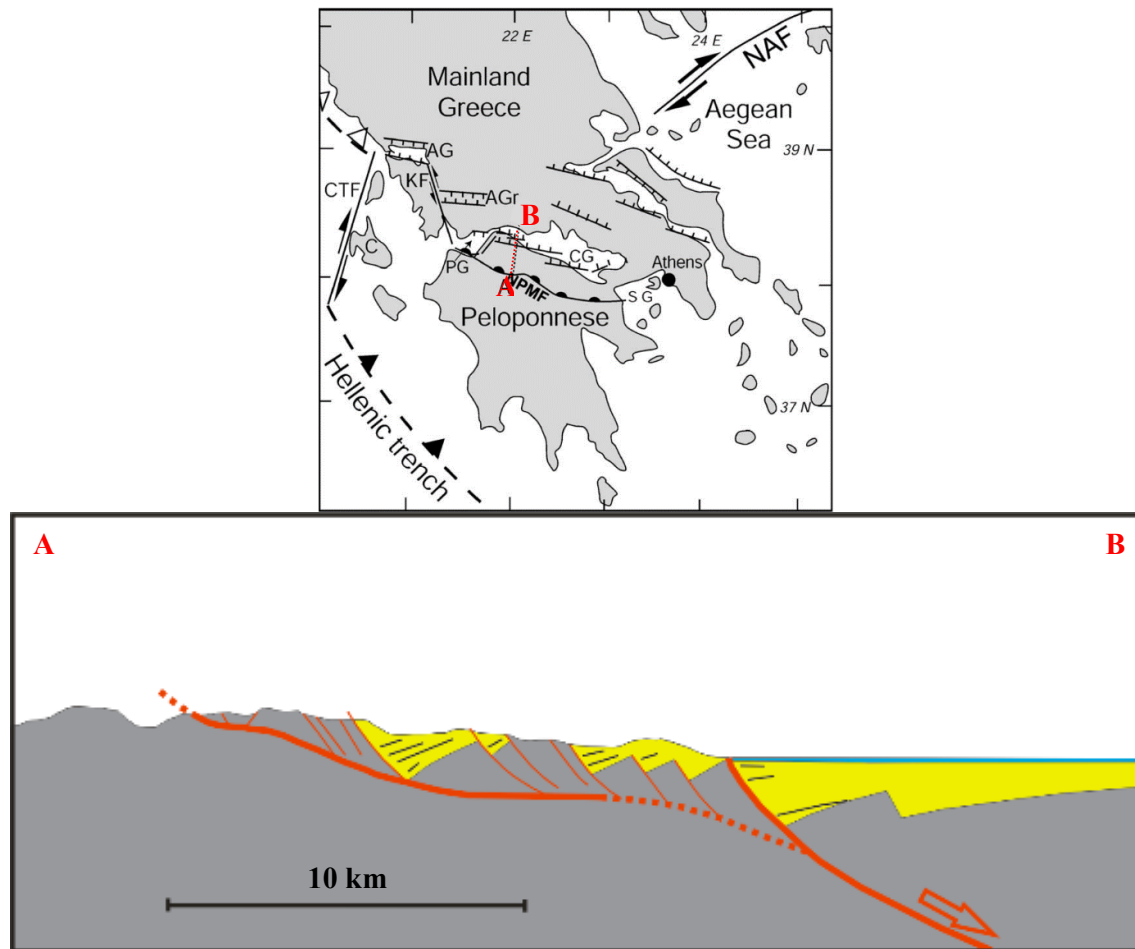 22 E
24 E
NAF
Mainland
Greece
Aegean
Sea
39 N
AG
KF
CTF
AGr
B
C
PG
CG
Athens
A
NPMF
S G
Peloponnese
Hellenic trench
37 N
A
B
10 km